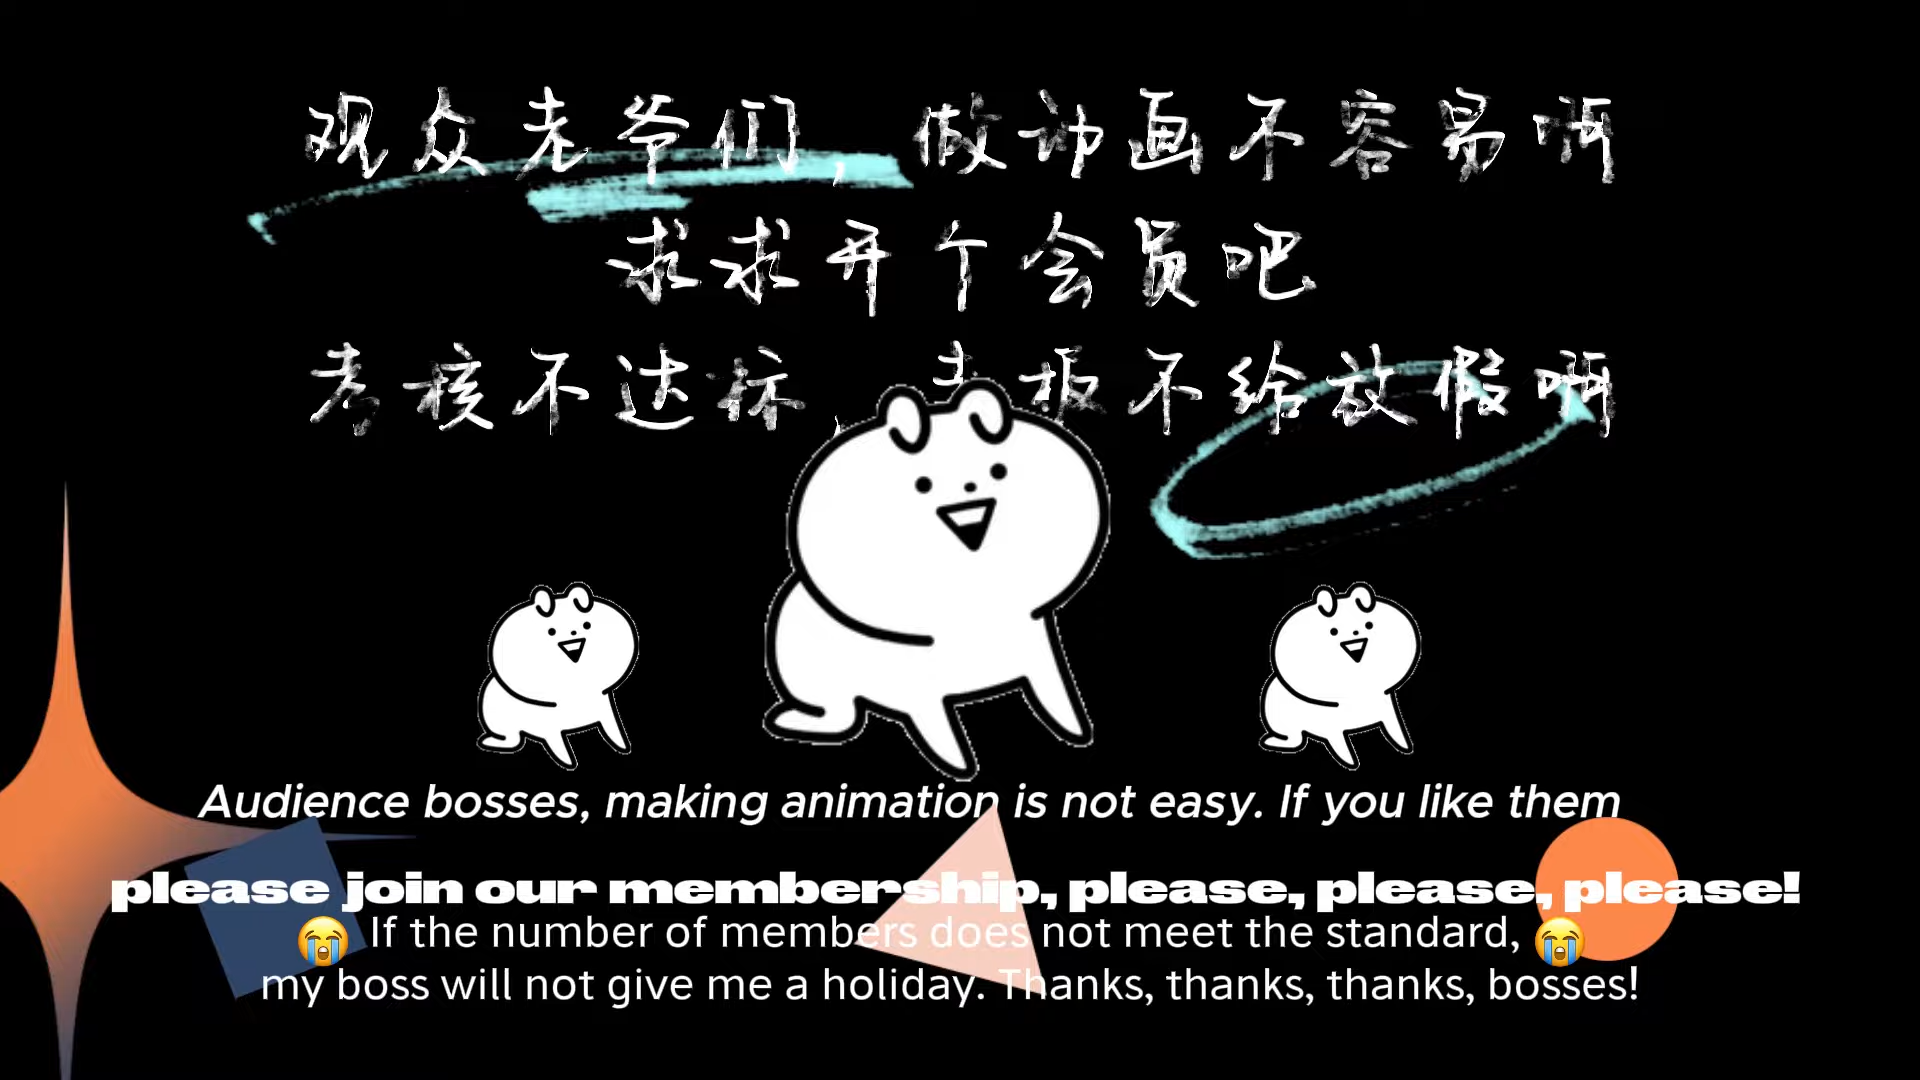 观众老爷们，做动画不容易啊
求求开个会员吧
考核不达标，老板不给放假啊
Audience bosses, making animation is not easy. If you like them
please join our membership, please, please, please!
😭 If the number of members does not meet the standard, 😭
my boss will not give me a holiday. Thanks, thanks, thanks, bosses!